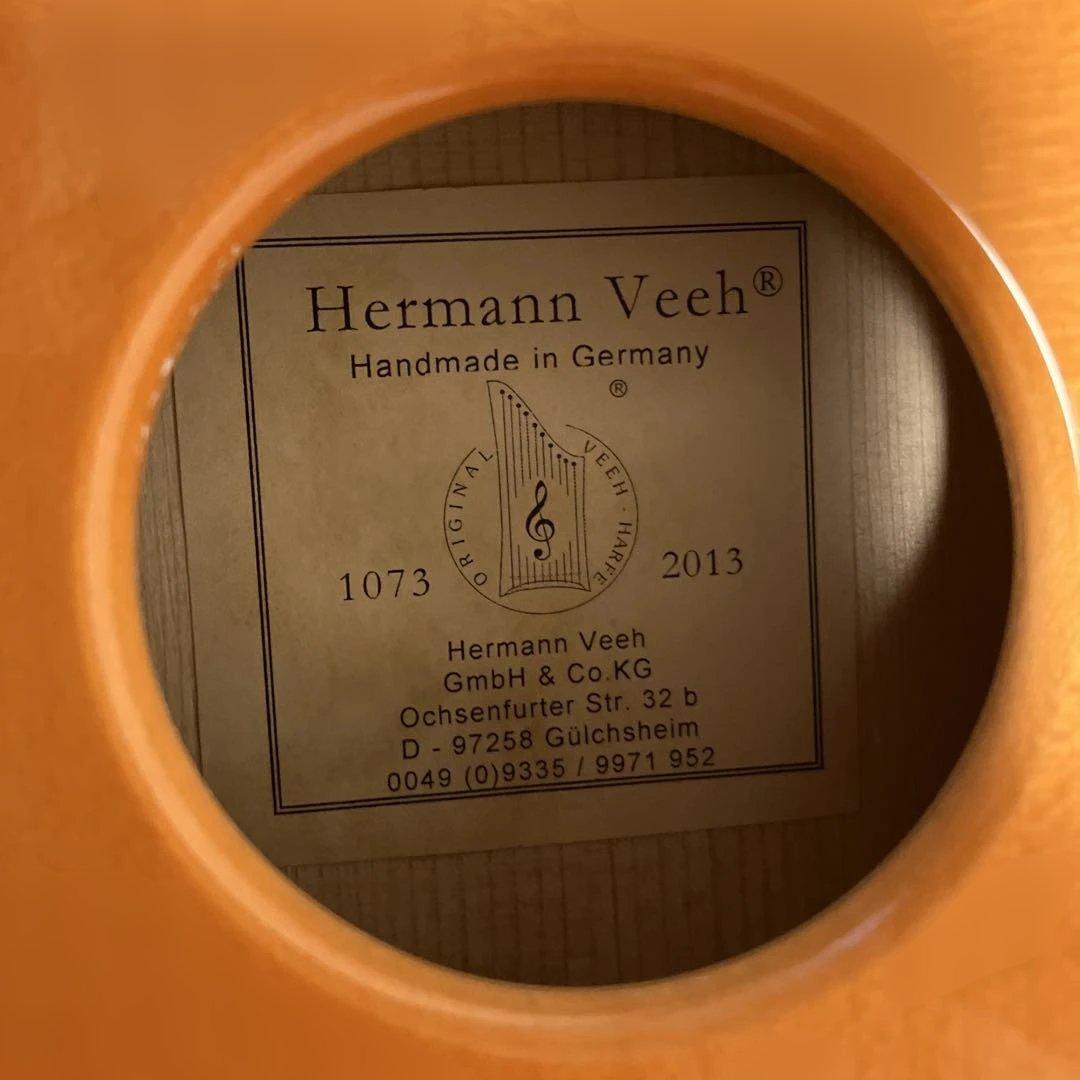 Hermann Veeh®
Handmade in Germany
®
ORIGINAL VEEH · HARFE
1073
2013
Hermann Veeh
GmbH & Co.KG
Ochsenfurter Str. 32 b
D - 97258 Gülchsheim
0049 (0)9335 / 9971 952